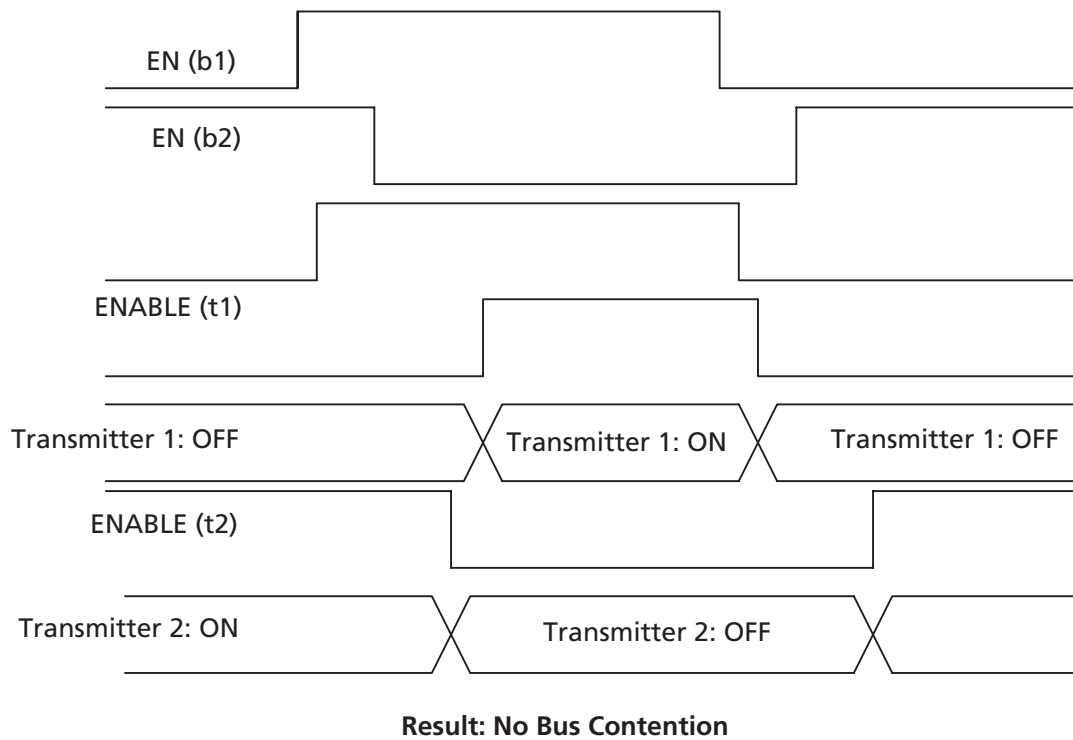 EN (b1)
EN (b2)
ENABLE (t1)
Transmitter 1: OFF Transmitter 1: ON Transmitter 1: OFF
ENABLE (t2)
Transmitter 2: ON Transmitter 2: OFF
Result: No Bus Contention